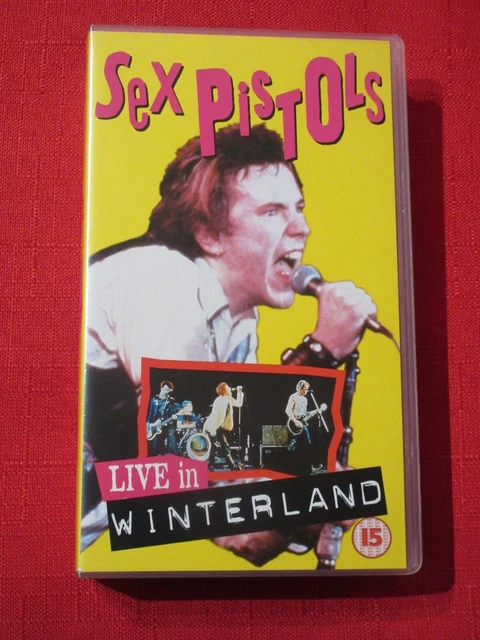 SEX PISTOLS
LIVE in
WINTERLAND
15